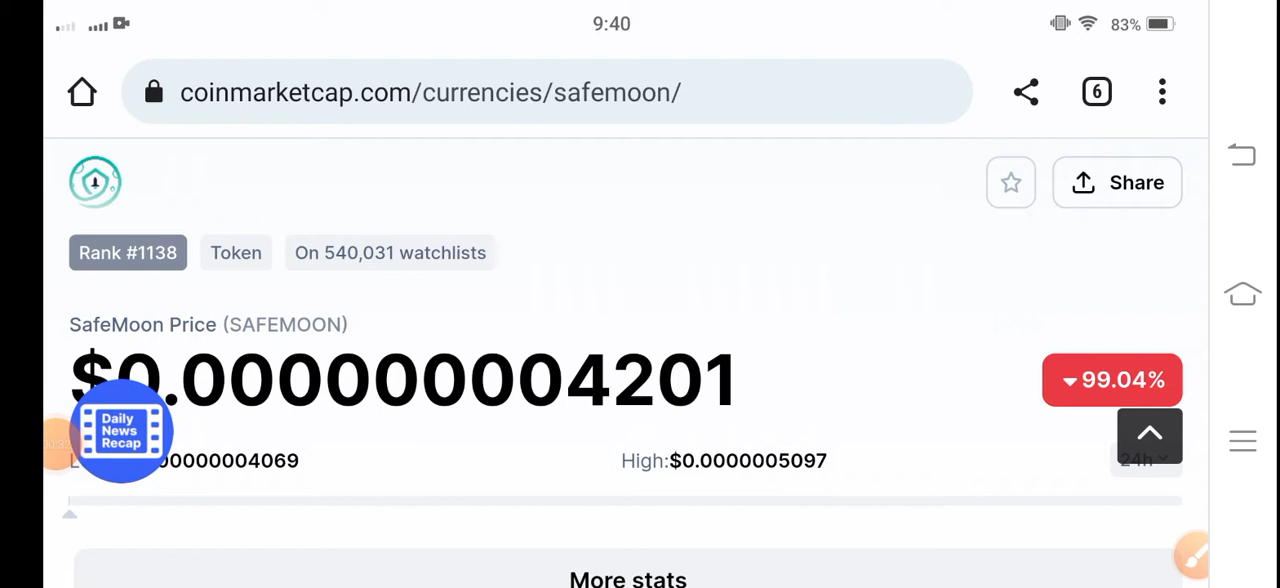 9:40
83%
coinmarketcap.com/currencies/safemoon/
6
Share
Rank #1138
Token
On 540,031 watchlists
SafeMoon Price (SAFEMOON)
$0.000000004201
99.04%
Daily
News
Recap
00000004069
High:$0.0000005097
24h
More stats